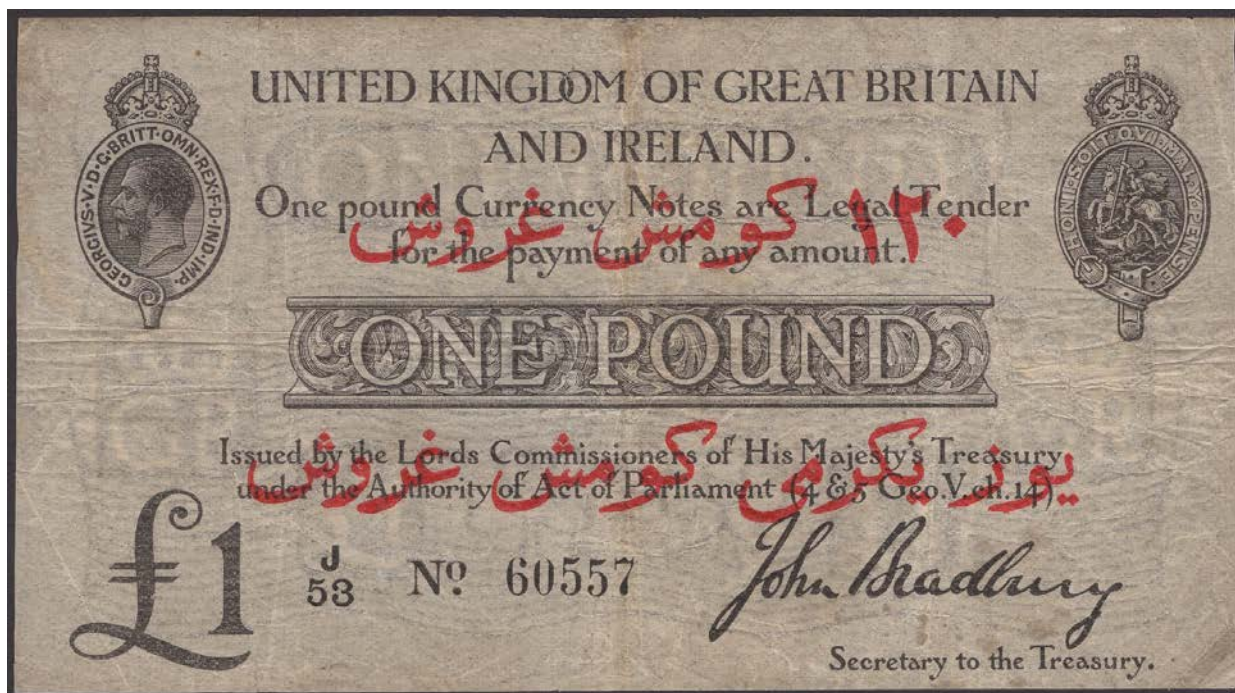 GEORGIVS·V·D·G·BRITT·OMN·REX·F·D·IND·IMP·
UNITED KINGDOM OF GREAT BRITAIN
AND IRELAND.
HONI·SOIT·QVI·MAL·Y·PENSE
One pound Currency Notes are Legal Tender
١٢٠ كومش غروش
for the payment of any amount.
ONE POUND
Issued by the Lords Commissioners of His Majesty's Treasury
يوز يكرمى كومش غروش
under the Authority of Act of Parliament (4 & 5 Geo.V.ch.14)
£1
J
53 Nº 60557
John Bradbury
Secretary to the Treasury.